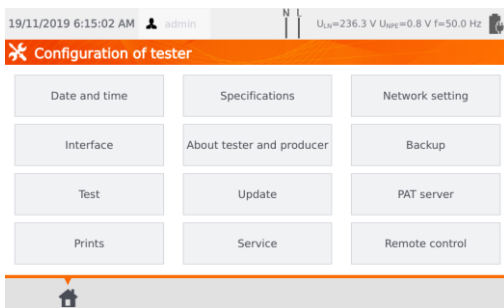 19/11/2019 6:15:02 AM admin N L ULN=236.3 V UNPE=0.8 V f=50.0 Hz
Configuration of tester
Date and time Specifications Network setting
Interface About tester and producer Backup
Test Update PAT server
Prints Service Remote control